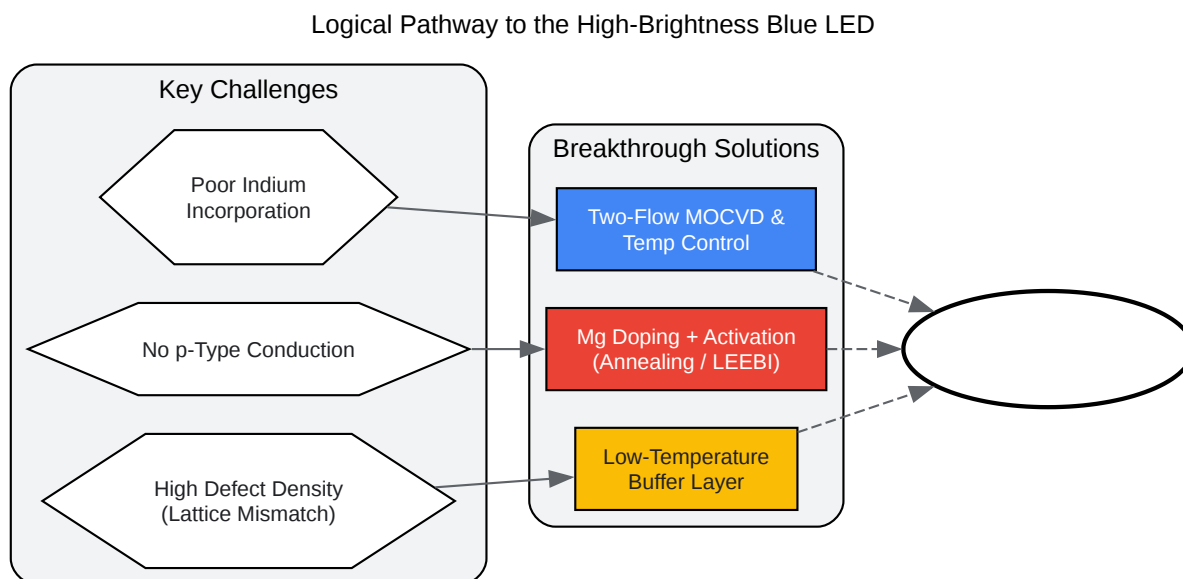 Logical Pathway to the High-Brightness Blue LED
Key Challenges
Poor Indium
Incorporation
No p-Type Conduction
High Defect Density
(Lattice Mismatch)
Breakthrough Solutions
Two-Flow MOCVD &
Temp Control
Mg Doping + Activation
(Annealing / LEEBI)
Low-Temperature
Buffer Layer